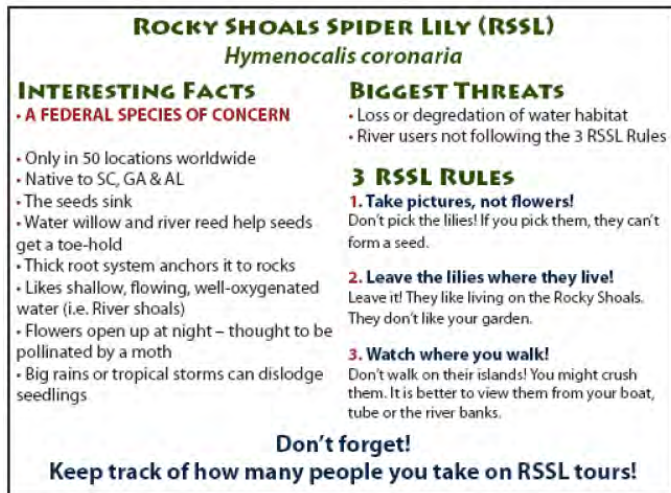 ROCKY SHOALS SPIDER LILY (RSSL)
Hymenocalis coronaria
INTERESTING FACTS
• A FEDERAL SPECIES OF CONCERN
• Only in 50 locations worldwide
• Native to SC, GA & AL
• The seeds sink
• Water willow and river reed help seeds
get a toe-hold
• Thick root system anchors it to rocks
• Likes shallow, flowing, well-oxygenated
water (i.e. River shoals)
• Flowers open up at night – thought to be
pollinated by a moth
• Big rains or tropical storms can dislodge
seedlings
BIGGEST THREATS
• Loss or degredation of water habitat
• River users not following the 3 RSSL Rules
3 RSSL RULES
1. Take pictures, not flowers!
Don't pick the lilies! If you pick them, they can't
form a seed.
2. Leave the lilies where they live!
Leave it! They like living on the Rocky Shoals.
They don't like your garden.
3. Watch where you walk!
Don't walk on their islands! You might crush
them. It is better to view them from your boat,
tube or the river banks.
Don't forget!
Keep track of how many people you take on RSSL tours!